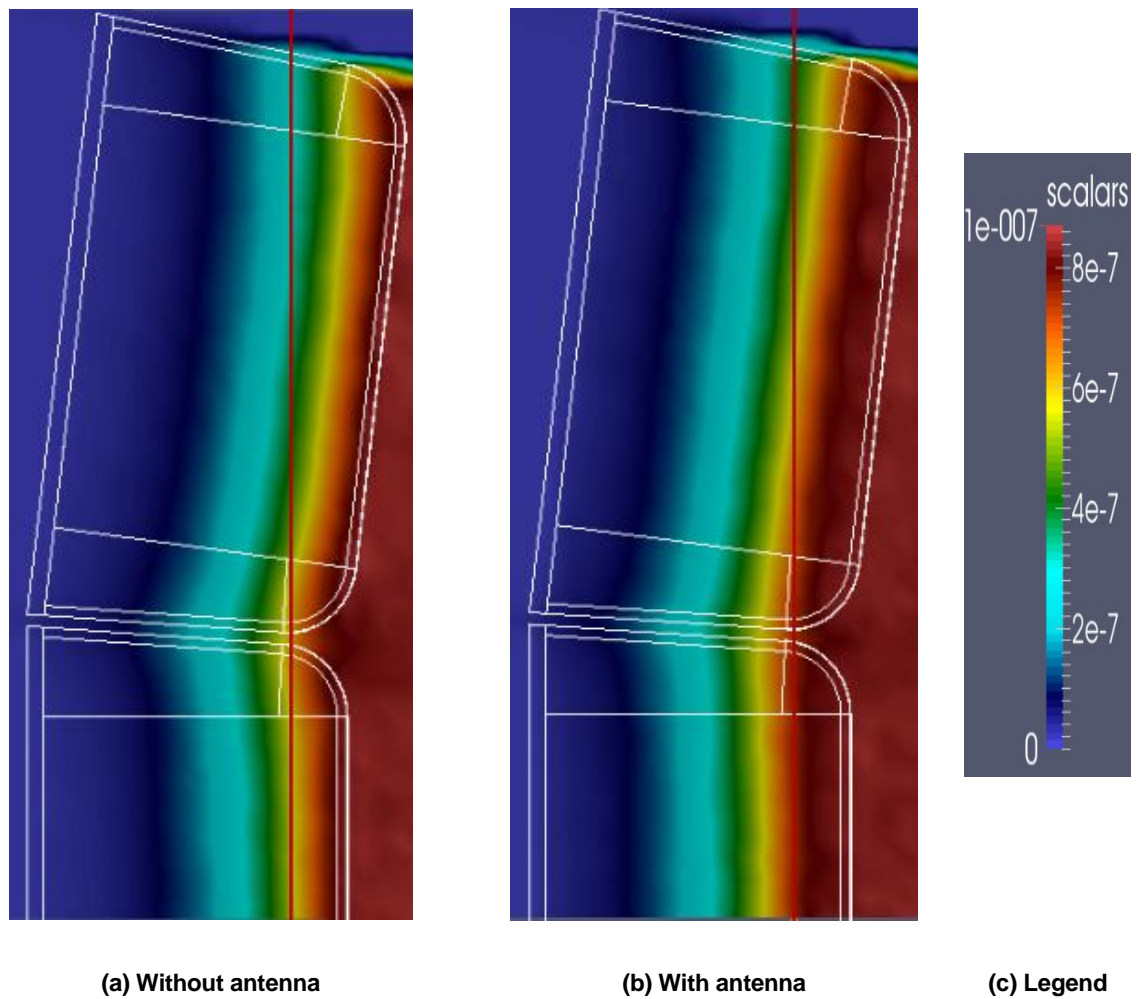 scalars
1e-007
8e-7
6e-7
4e-7
2e-7
0
(a) Without antenna
(b) With antenna
(c) Legend